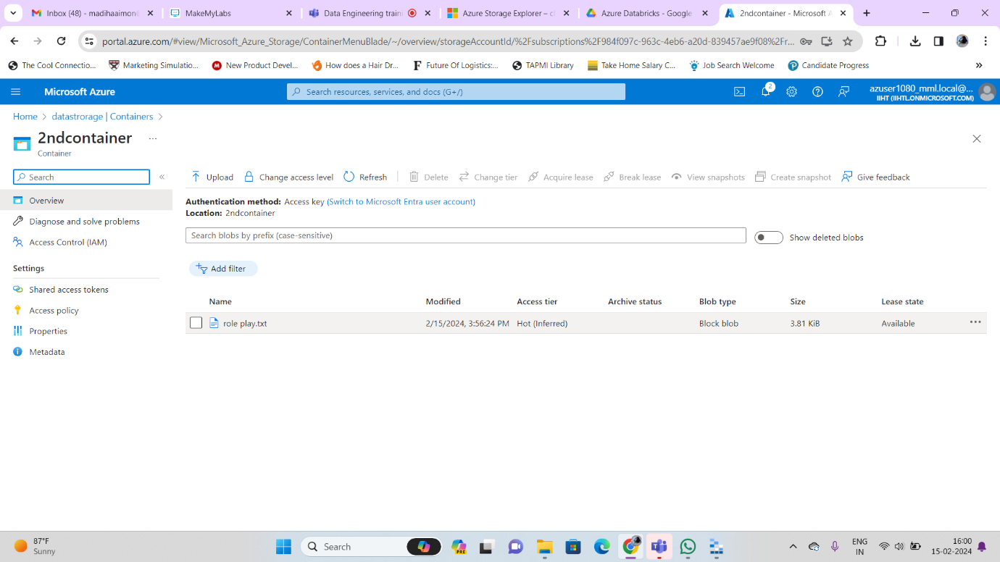 Inbox (48) - madihaaimon@
MakeMyLabs
Data Engineering train
Azure Storage Explorer – cl
Azure Databricks - Google
2ndcontainer - Microsoft A
portal.azure.com/#view/Microsoft_Azure_Storage/ContainerMenuBlade/~/overview/storageAccountId/%2Fsubscriptions%2F984f097c-963c-4eb6-a20d-839457ae9f08%2Fr...
The Cool Connectio...
Marketing Simulatio...
New Product Devel...
How does a Hair Dr...
Future Of Logistics:...
TAPMI Library
Take Home Salary C...
Job Search Welcome
Candidate Progress
Microsoft Azure
Search resources, services, and docs (G+/)
2
azuser1080_mml.local@...
IIHT (IIHTL.ONMICROSOFT.COM)
Home > datastrorage | Containers >
2ndcontainer ...
Container
Search
Upload
Change access level
Refresh
Delete
Change tier
Acquire lease
Break lease
View snapshots
Create snapshot
Give feedback
Overview
Diagnose and solve problems
Access Control (IAM)
Settings
Shared access tokens
Access policy
Properties
Metadata
Authentication method: Access key (Switch to Microsoft Entra user account)
Location: 2ndcontainer
Search blobs by prefix (case-sensitive)
Show deleted blobs
Add filter
Name Modified Access tier Archive status Blob type Size Lease state
role play.txt 2/15/2024, 3:56:24 PM Hot (Inferred) Block blob 3.81 KiB Available ...
87°F
Sunny
Search
PRE
ENG
IN
16:00
15-02-2024